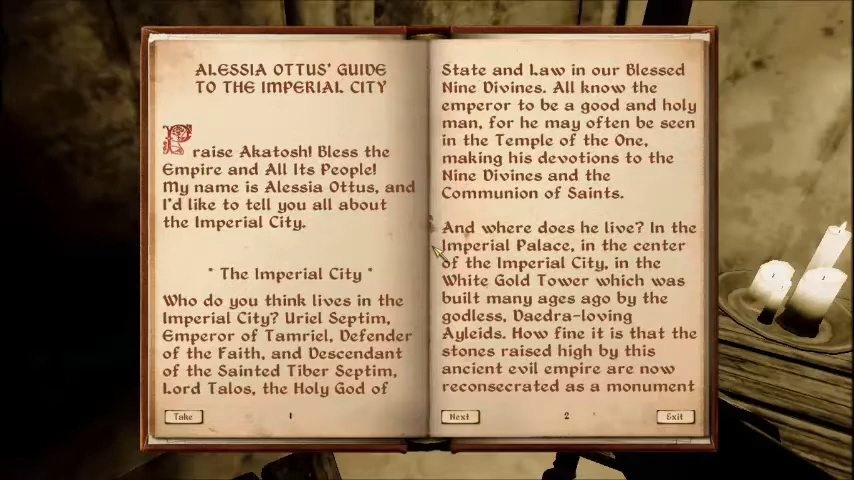 ALESSIA OTTUS' GUIDE
TO THE IMPERIAL CITY
Praise Akatosh! Bless the
Empire and All Its People!
My name is Alessia Ottus, and
I'd like to tell you all about
the Imperial City.
* The Imperial City *
Who do you think lives in the
Imperial City? Uriel Septim,
Emperor of Tamriel, Defender
of the Faith, and Descendant
of the Sainted Tiber Septim,
Lord Talos, the Holy God of
Take
1
State and Law in our Blessed
Nine Divines. All know the
emperor to be a good and holy
man, for he may often be seen
in the Temple of the One,
making his devotions to the
Nine Divines and the
Communion of Saints.
And where does he live? In the
Imperial Palace, in the center
of the Imperial City, in the
White Gold Tower which was
built many ages ago by the
godless, Daedra-loving
Ayleids. How fine it is that the
stones raised high by this
ancient evil empire are now
reconsecrated as a monument
Next
2
Exit